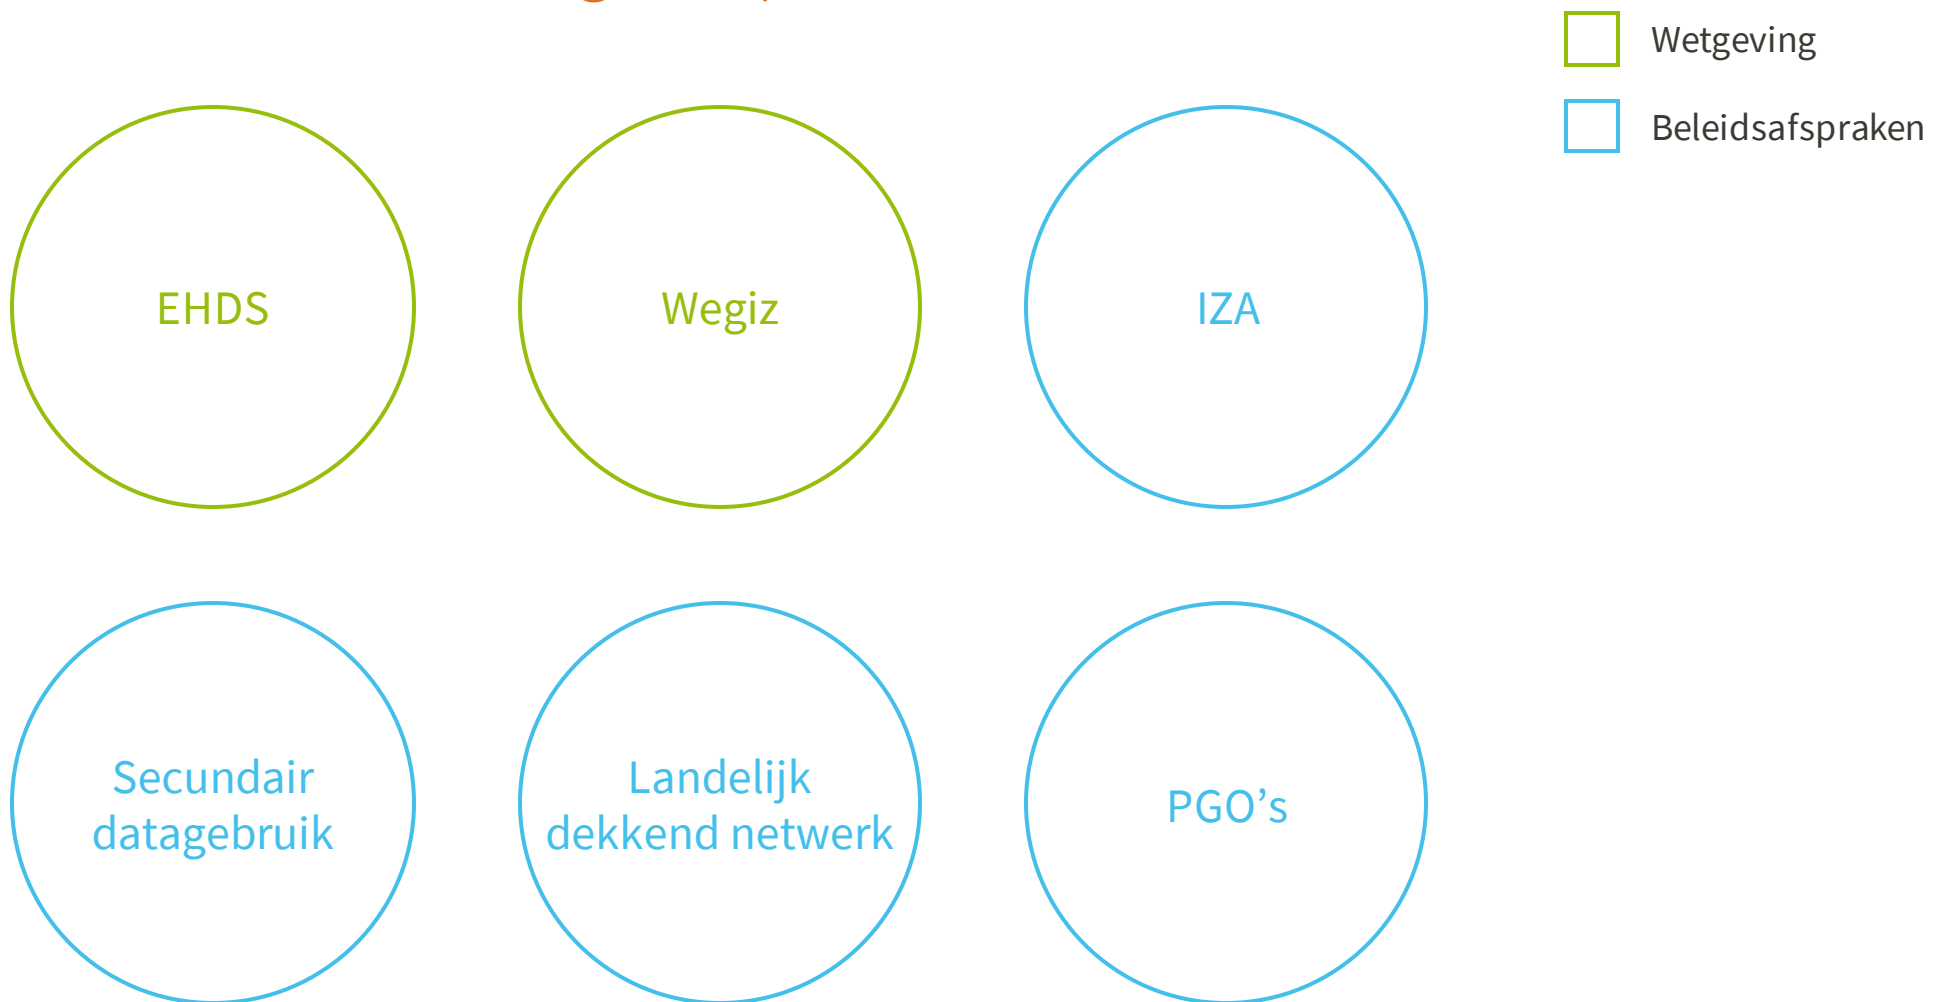 Wetgeving
Beleidsafspraken
EHDS
Wegiz
IZA
Secundair
datagebruik
Landelijk
dekkend netwerk
PGO’s